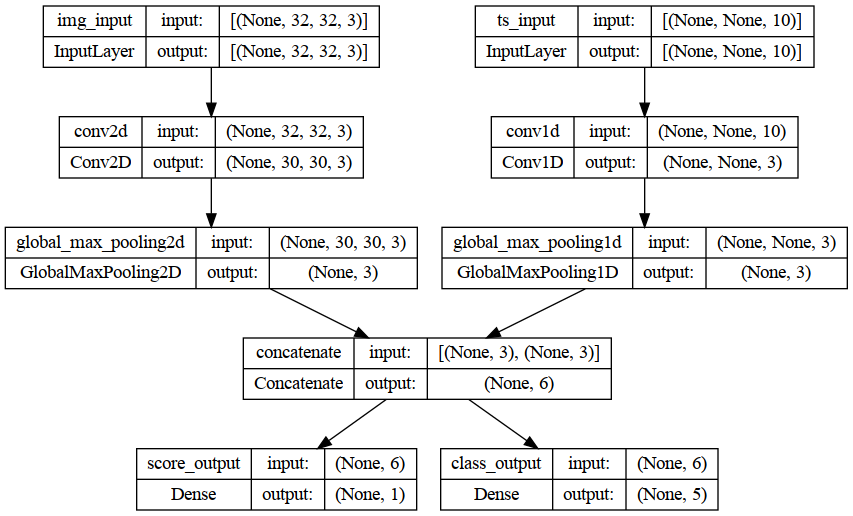 img_input input: [(None, 32, 32, 3)]
InputLayer output: [(None, 32, 32, 3)]
ts_input input: [(None, None, 10)]
InputLayer output: [(None, None, 10)]
conv2d input: (None, 32, 32, 3)
Conv2D output: (None, 30, 30, 3)
conv1d input: (None, None, 10)
Conv1D output: (None, None, 3)
global_max_pooling2d input: (None, 30, 30, 3)
GlobalMaxPooling2D output: (None, 3)
global_max_pooling1d input: (None, None, 3)
GlobalMaxPooling1D output: (None, 3)
concatenate input: [(None, 3), (None, 3)]
Concatenate output: (None, 6)
score_output input: (None, 6)
Dense output: (None, 1)
class_output input: (None, 6)
Dense output: (None, 5)